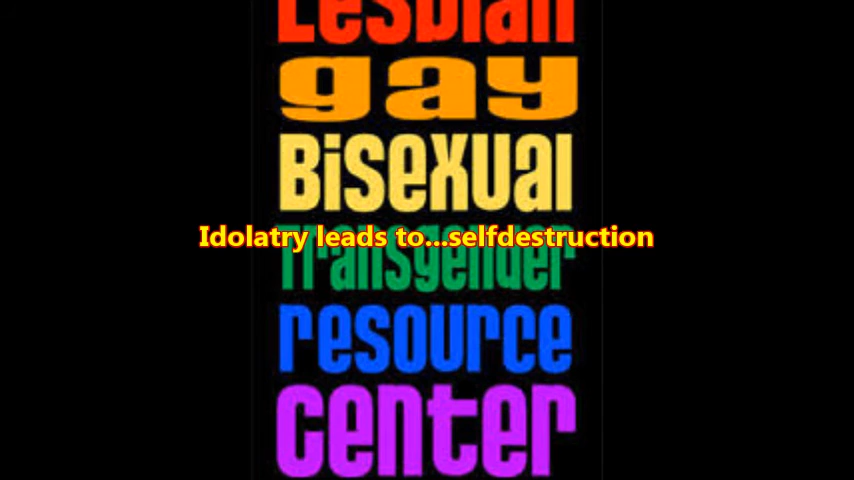 Lesbian
gay
Bisexual
Idolatry leads to...selfdestruction
Transgender
resource
center